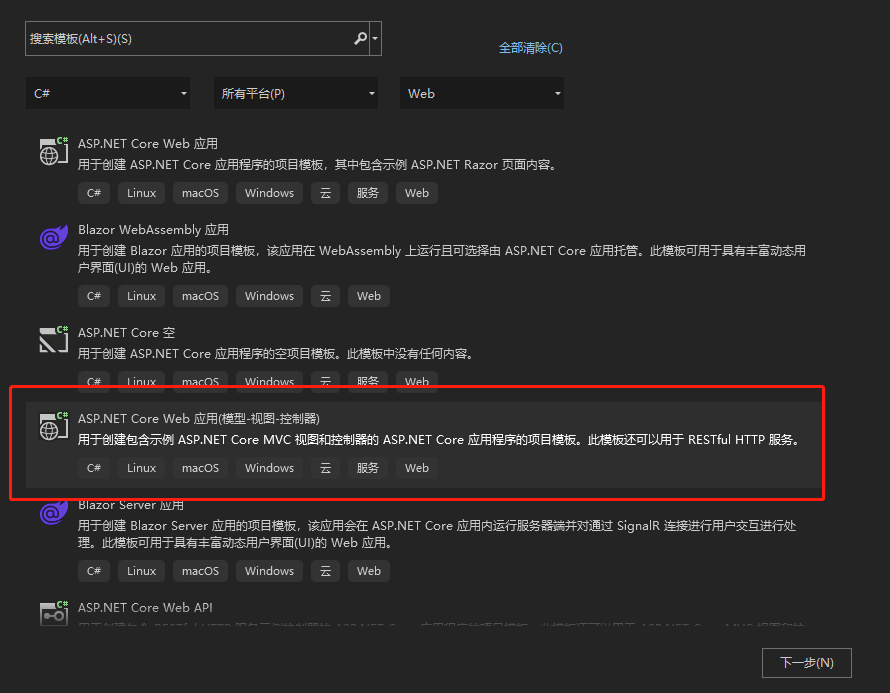 搜索模板(Alt+S)(S)
全部清除(C)
C# 所有平台(P) Web
ASP.NET Core Web 应用
用于创建 ASP.NET Core 应用程序的项目模板，其中包含示例 ASP.NET Razor 页面内容。
C# Linux macOS Windows 云 服务 Web
Blazor WebAssembly 应用
用于创建 Blazor 应用的项目模板，该应用在 WebAssembly 上运行且可选择由 ASP.NET Core 应用托管。此模板可用于具有丰富动态用
户界面(UI)的 Web 应用。
C# Linux macOS Windows 云 Web
ASP.NET Core 空
用于创建 ASP.NET Core 应用程序的空项目模板。此模板中没有任何内容。
C# Linux macOS Windows 云 服务 Web
ASP.NET Core Web 应用(模型-视图-控制器)
用于创建包含示例 ASP.NET Core MVC 视图和控制器的 ASP.NET Core 应用程序的项目模板。此模板还可以用于 RESTful HTTP 服务。
C# Linux macOS Windows 云 服务 Web
Blazor Server 应用
用于创建 Blazor Server 应用的项目模板，该应用会在 ASP.NET Core 应用内运行服务器端并对通过 SignalR 连接进行用户交互进行处
理。此模板可用于具有丰富动态用户界面(UI)的 Web 应用。
C# Linux macOS Windows 云 Web
ASP.NET Core Web API
下一步(N)